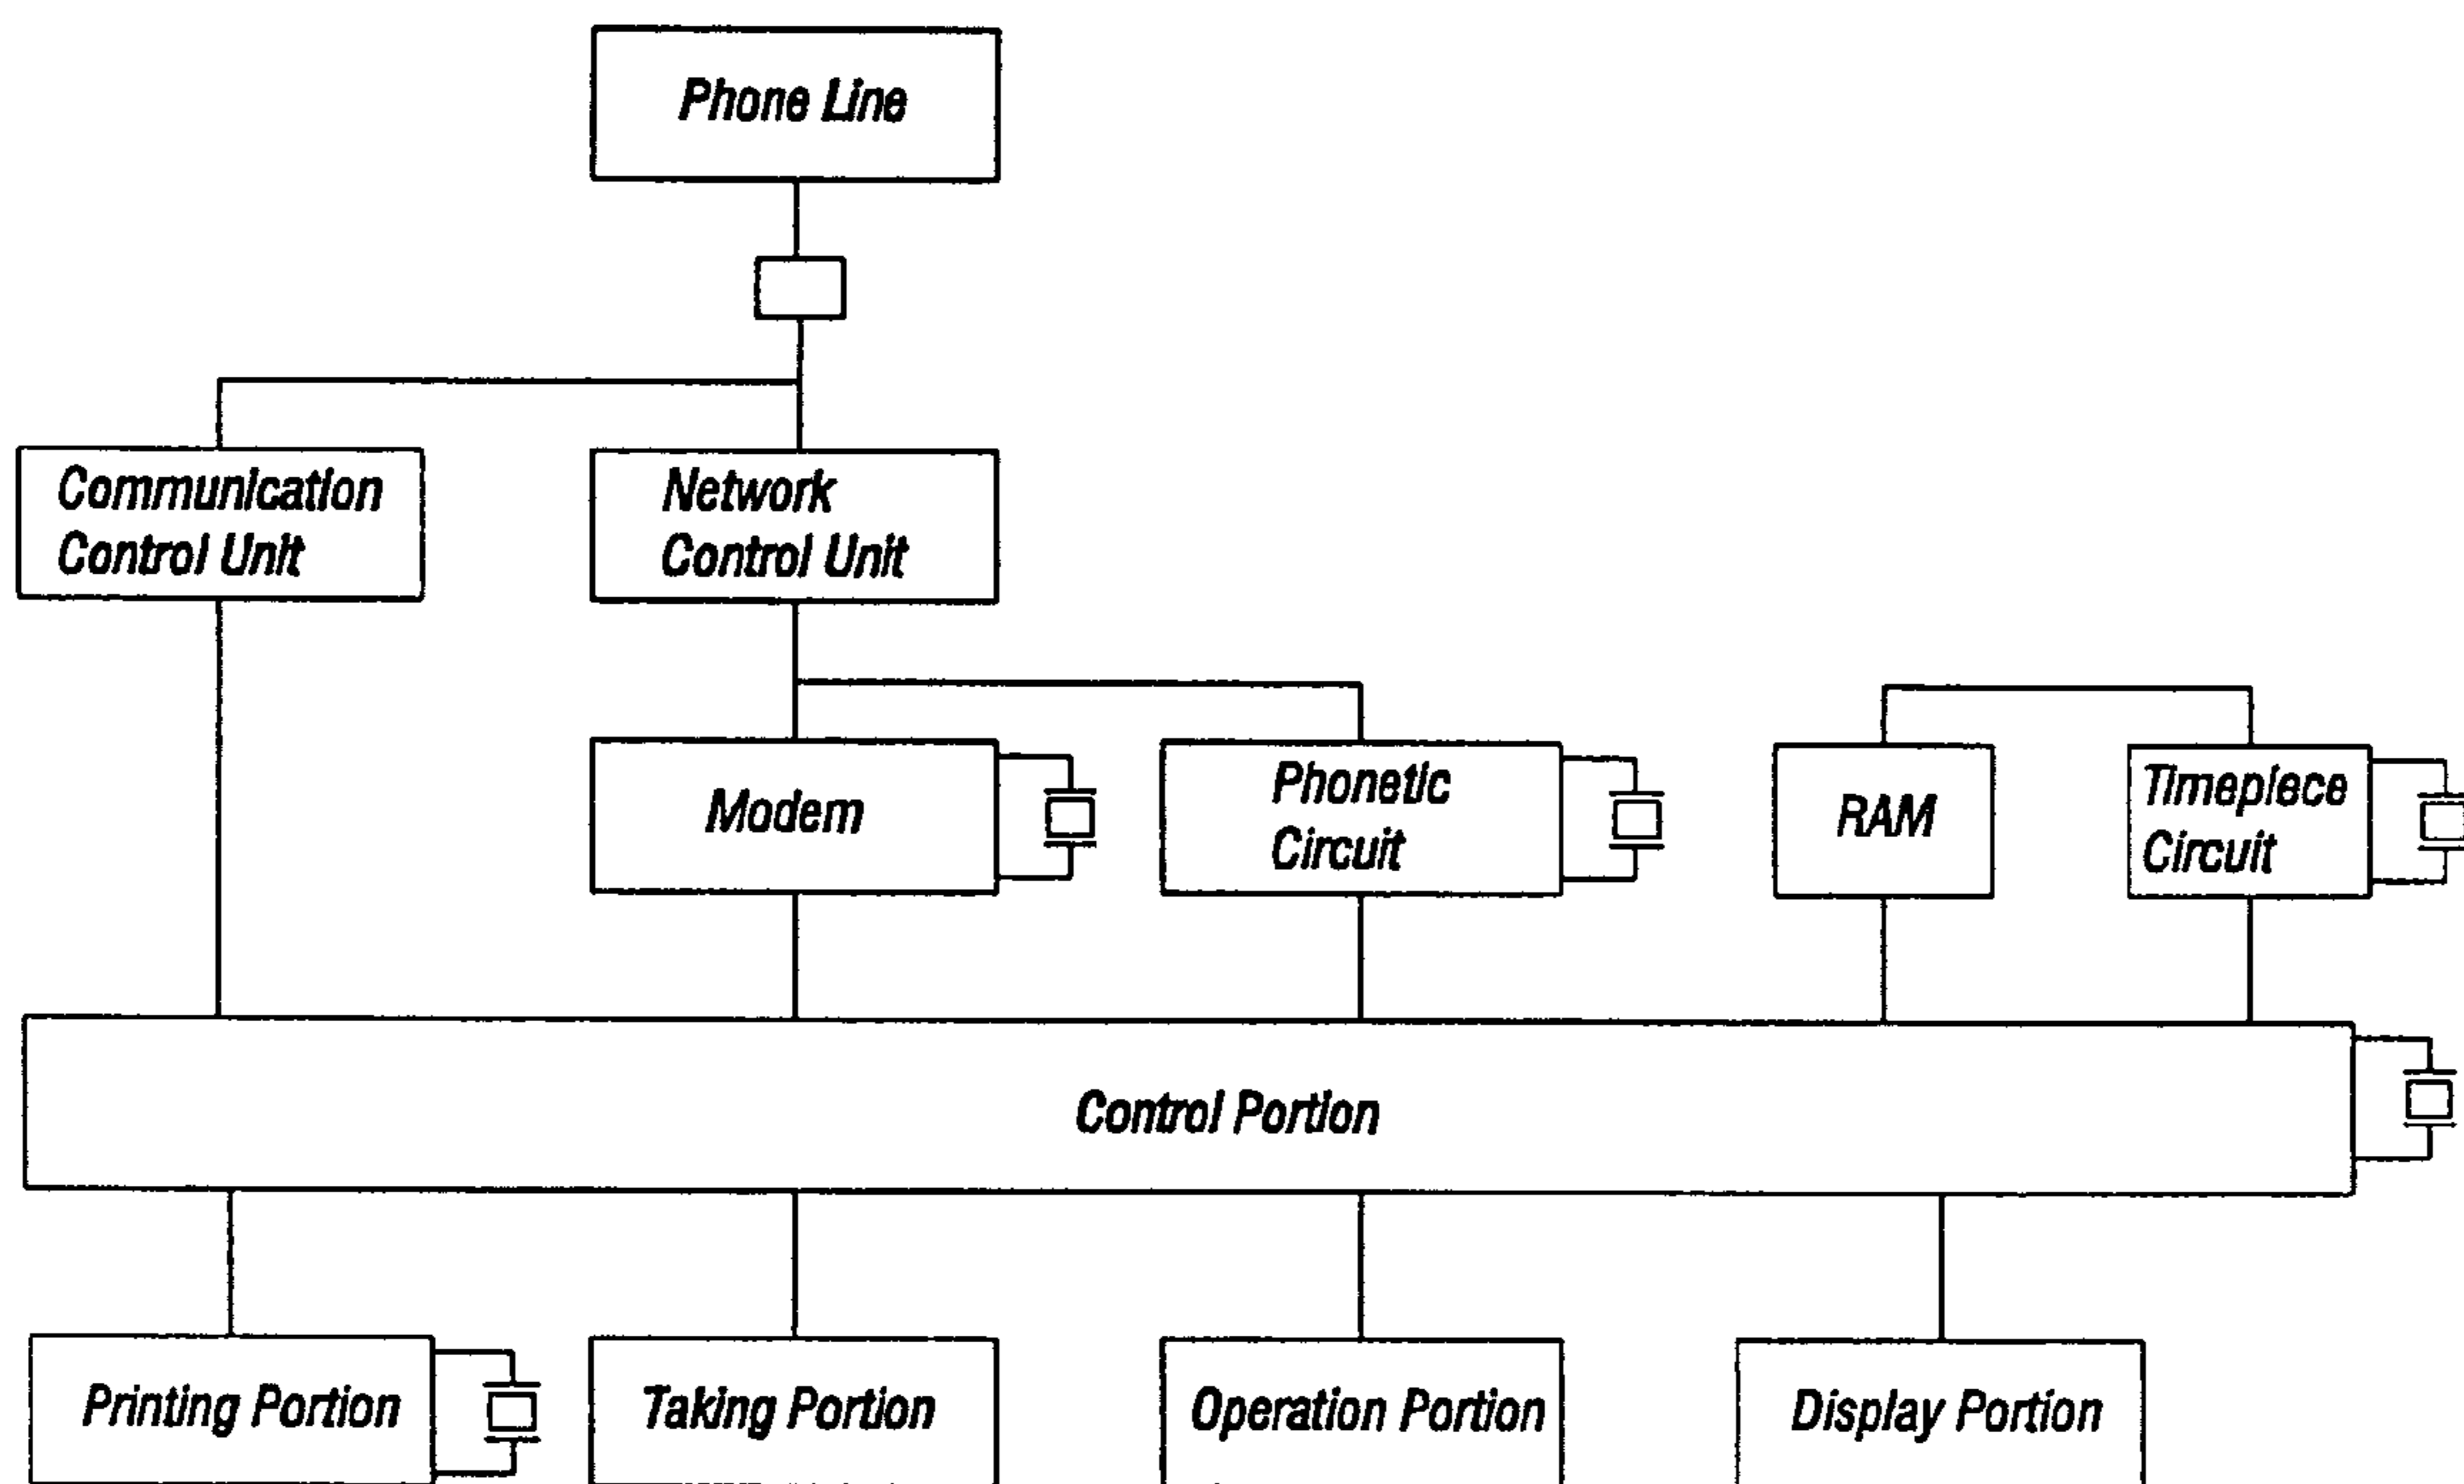 Phone Line
Communication
Control Unit
Network
Control Unit
Modem
Phonetic
Circuit
RAM
Timepiece
Circuit
Control Portion
Printing Portion
Taking Portion
Operation Portion
Display Portion